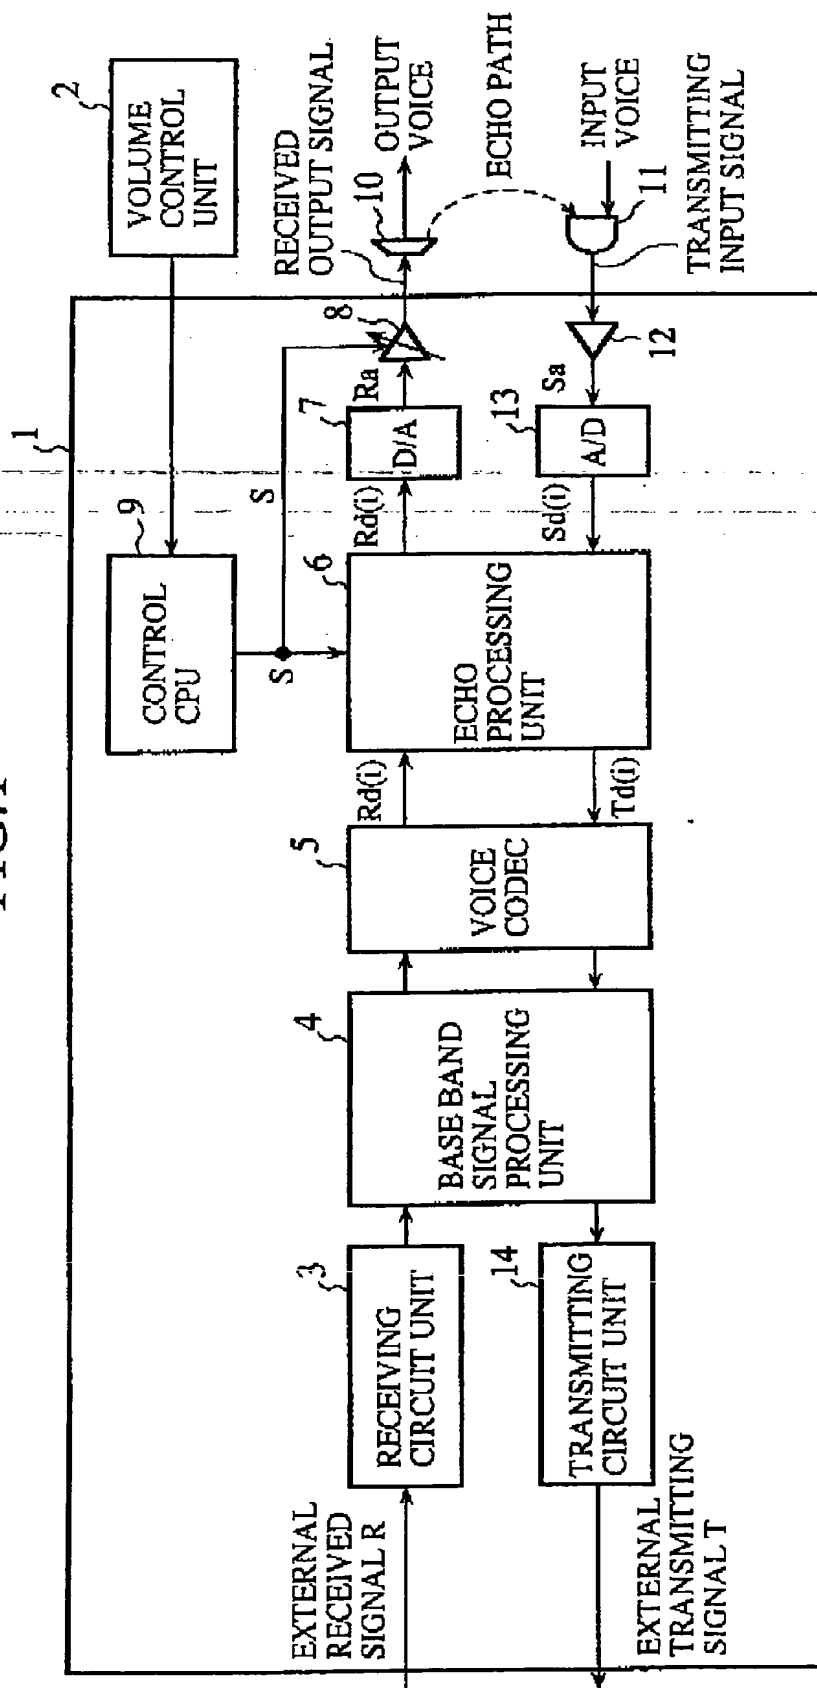 1
2
VOLUME
CONTROL
UNIT
9
CONTROL
CPU
S
S
EXTERNAL
RECEIVED
SIGNAL R
3
RECEIVING
CIRCUIT UNIT
4
BASE BAND
SIGNAL
PROCESSING
UNIT
5
VOICE
CODEC
Rd(i)
6
ECHO
PROCESSING
UNIT
Rd(i)
7
D/A
Ra
8
RECEIVED
OUTPUT SIGNAL
10
OUTPUT
VOICE
ECHO PATH
INPUT
VOICE
11
TRANSMITTING
INPUT SIGNAL
12
Sa
13
A/D
Sd(i)
Td(i)
14
TRANSMITTING
CIRCUIT UNIT
EXTERNAL
TRANSMITTING
SIGNAL T